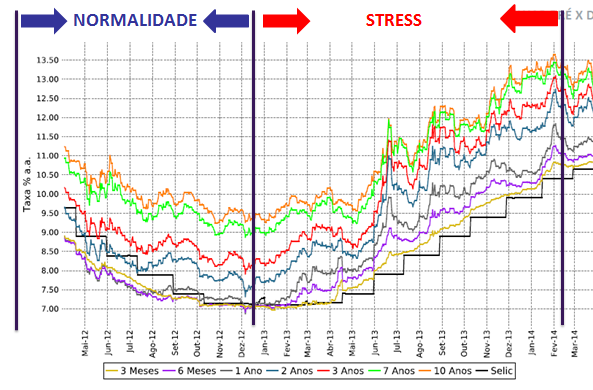 NORMALIDADE
STRESS
É X D
Taxa % a.a.
13.50
13.00
12.50
12.00
11.50
11.00
10.50
10.00
9.50
9.00
8.50
8.00
7.50
7.00
Mai-12
Jun-12
Jul-12
Ago-12
Set-12
Out-12
Nov-12
Dez-12
Jan-13
Fev-13
Mar-13
Abr-13
Mai-13
Jun-13
Jul-13
Ago-13
Set-13
Out-13
Nov-13
Dez-13
Jan-14
Fev-14
Mar-14
3 Meses 6 Meses 1 Ano 2 Anos 3 Anos 7 Anos 10 Anos Selic